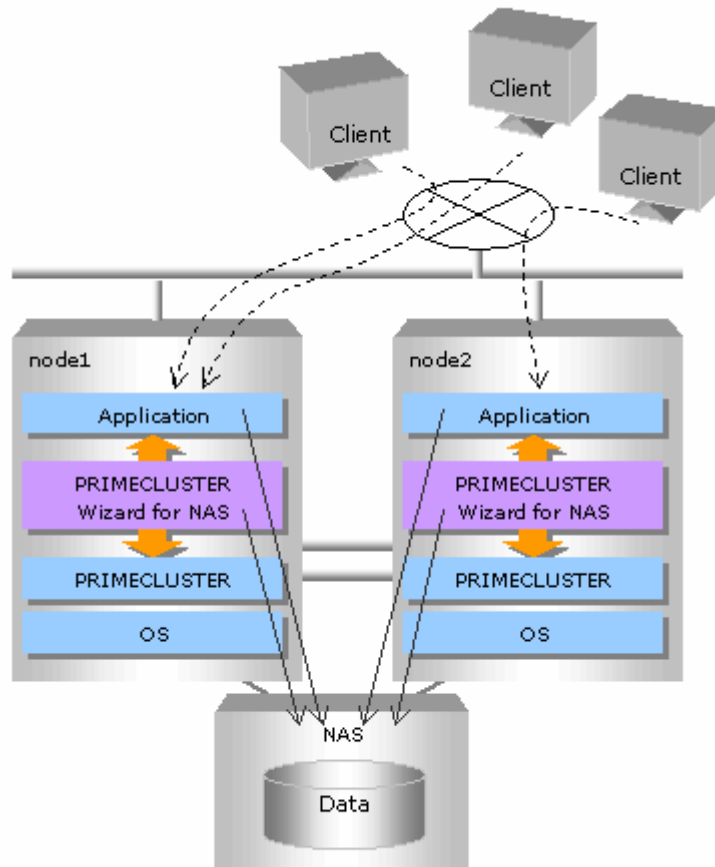 Client
Client
Client
node1
Application
PRIMECLUSTER
Wizard for NAS
PRIMECLUSTER
OS
node2
Application
PRIMECLUSTER
Wizard for NAS
PRIMECLUSTER
OS
NAS
Data